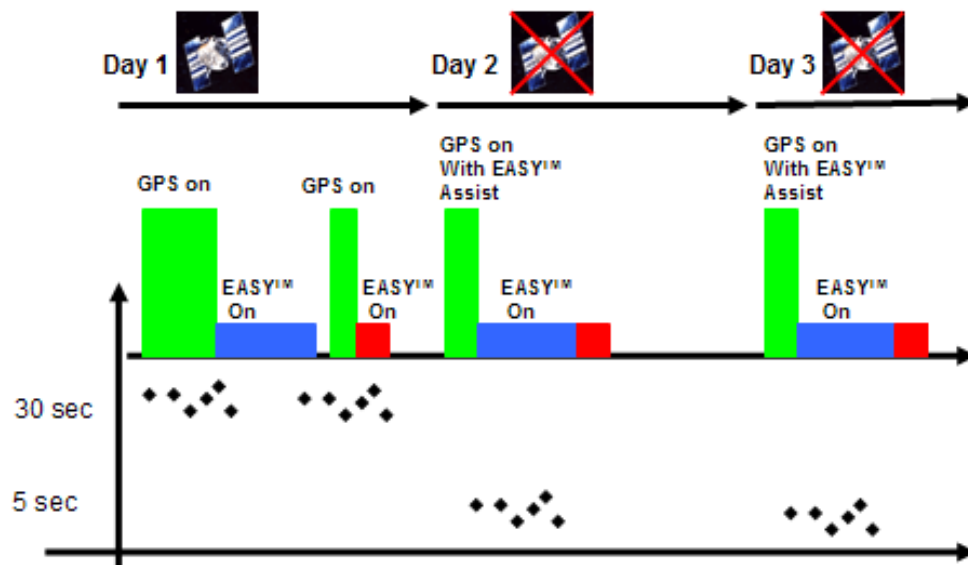 Day 1
Day 2
Day 3
GPS on
GPS on
GPS on
With EASY™
Assist
GPS on
With EASY™
Assist
EASY™
On
EASY™
On
EASY™
On
EASY™
On
30 sec
5 sec